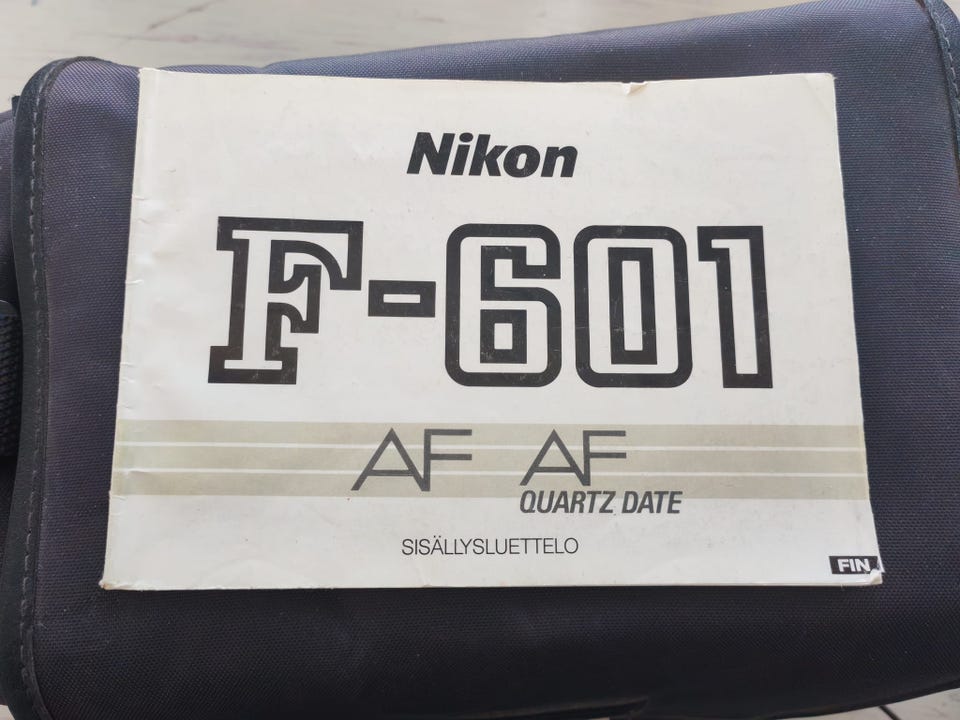 Nikon
F-601
AF AF
QUARTZ DATE
SISÄLLYSLUETTELO
FIN